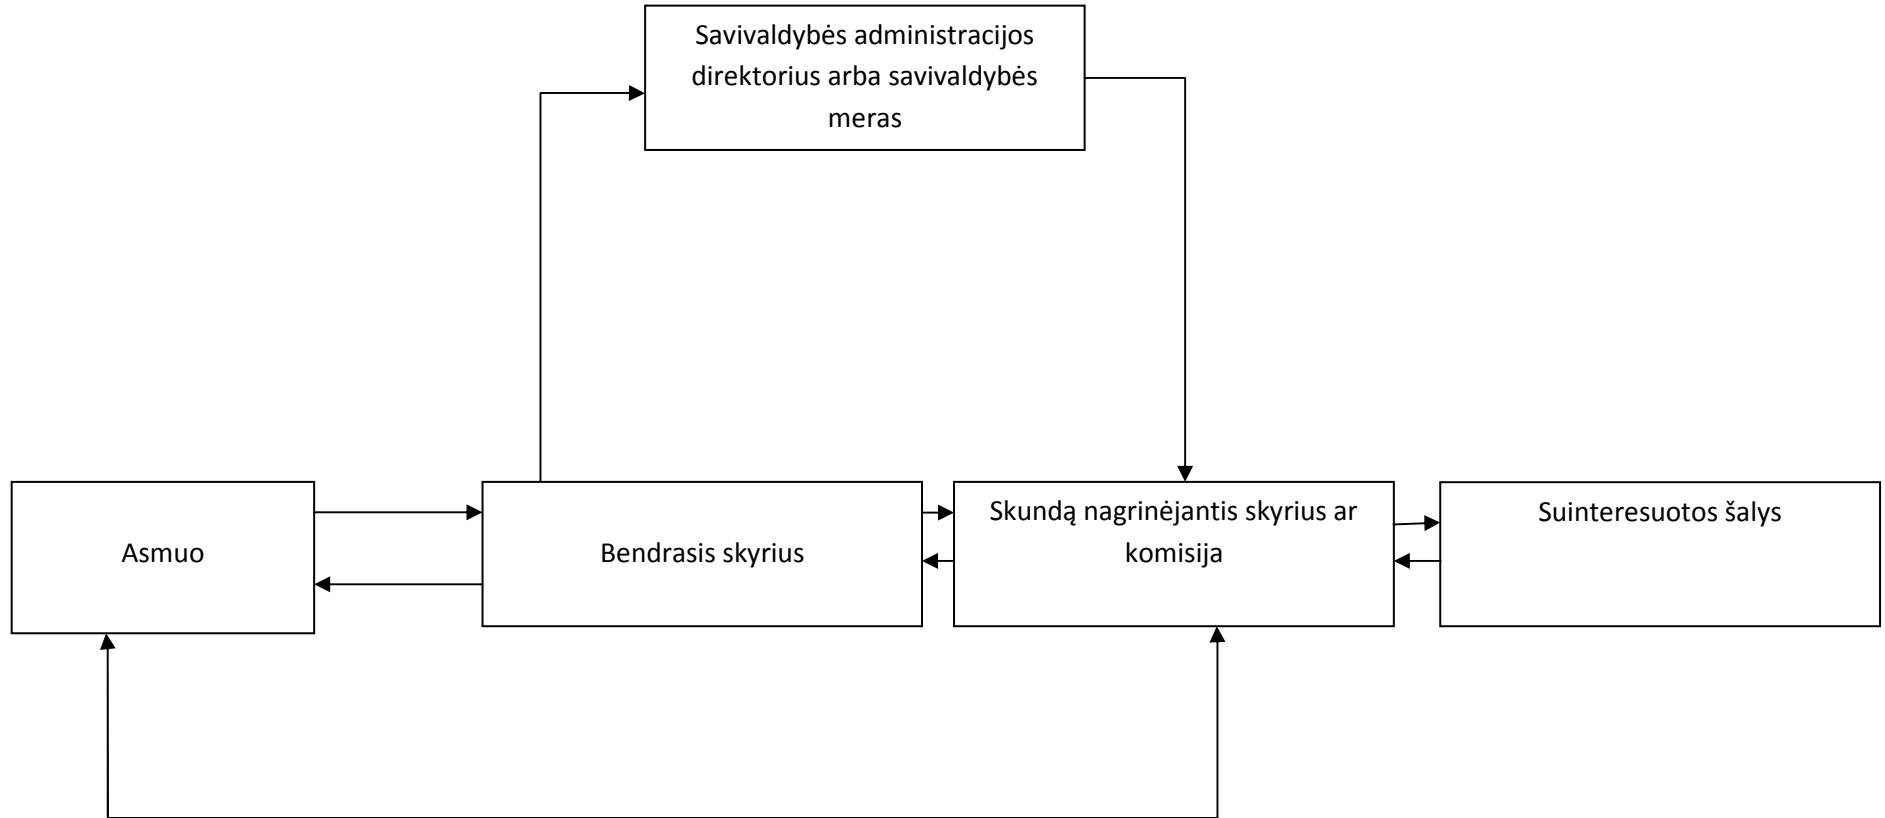 Savivaldybės administracijos
direktorius arba savivaldybės
meras
Asmuo
Bendrasis skyrius
Skundą nagrinėjantis skyrius ar
komisija
Suinteresuotos šalys